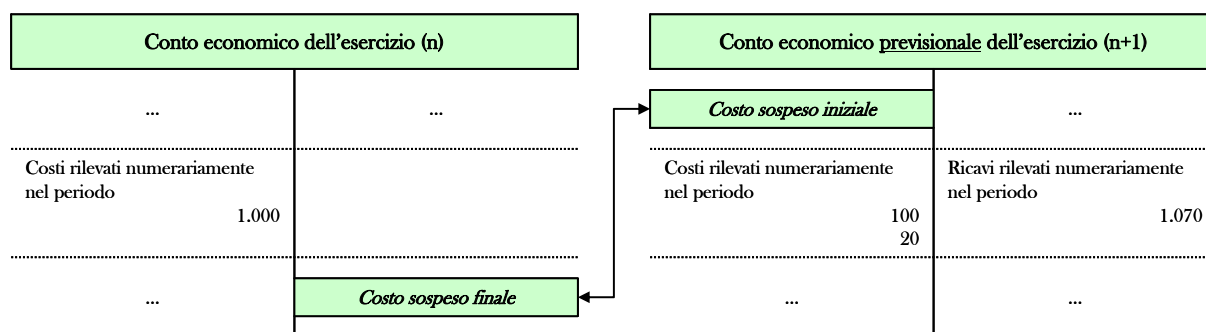 Conto economico dell'esercizio (n)
...
...
Costi rilevati numerariamente
nel periodo
1.000
...
Costo sospeso finale
Conto economico previsionale dell'esercizio (n+1)
Costo sospeso iniziale
...
Costi rilevati numerariamente
nel periodo
100
20
Ricavi rilevati numerariamente
nel periodo
1.070
...
...